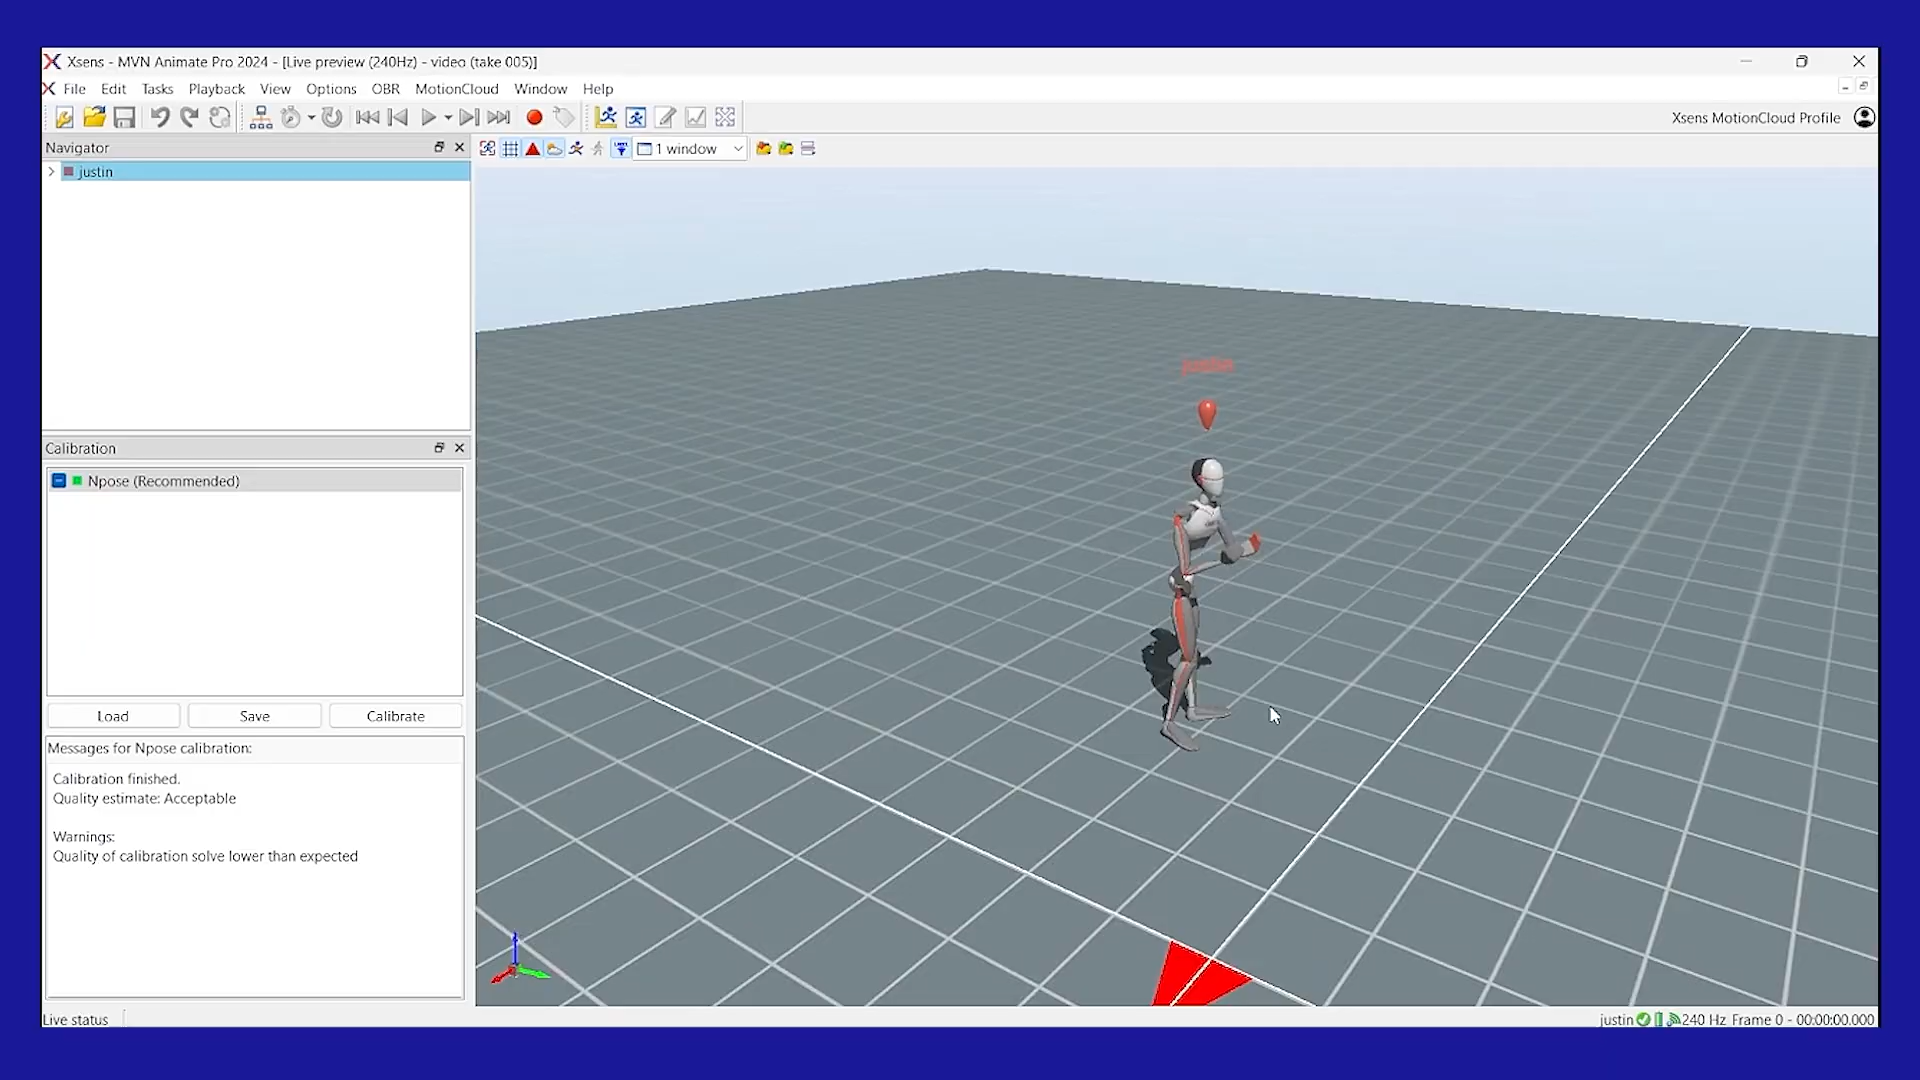 Xsens - MVN Animate Pro 2024 - [Live preview (240Hz) - video (take 005)]
File Edit Tasks Playback View Options OBR MotionCloud Window Help
Xsens MotionCloud Profile
Navigator
1 window
justin
justin
Calibration
Npose (Recommended)
Load Save Calibrate
Messages for Npose calibration:
Calibration finished.
Quality estimate: Acceptable
Warnings:
Quality of calibration solve lower than expected
Live status
justin 240 Hz Frame 0 - 00:00:00.000